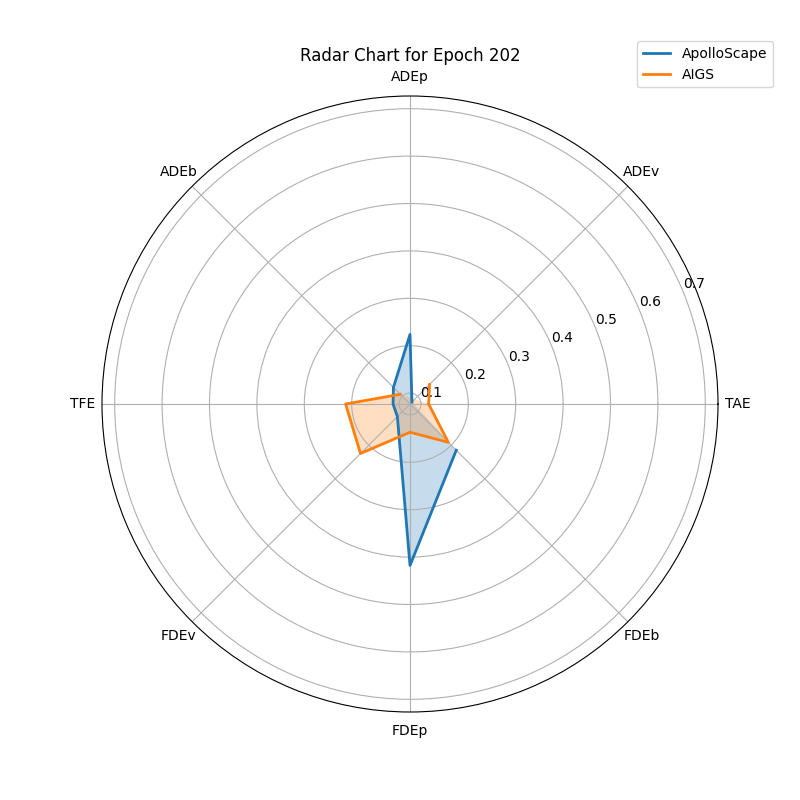 Radar Chart for Epoch 202
ApolloScape
AIGS
ADEp
ADEb
ADEv
0.7
0.6
0.5
0.4
0.3
0.2
0.1
TFE
TAE
FDEv
FDEb
FDEp